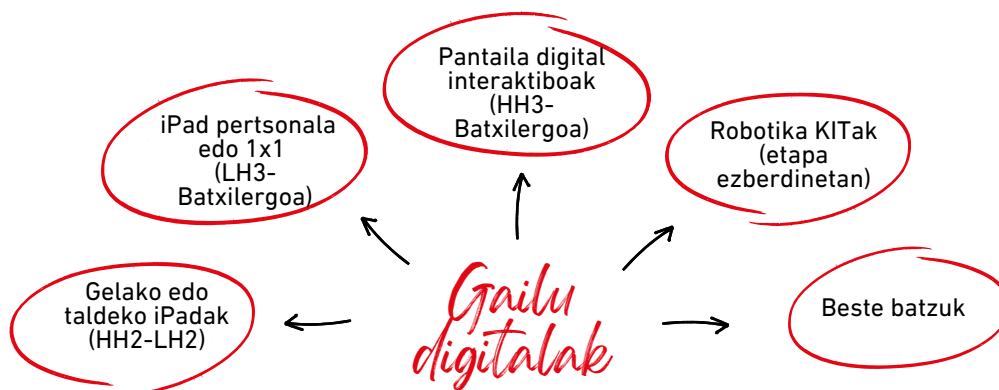 Pantaila digital
interaktiboak
(HH3-
Batxilergoa)
iPad pertsonala
edo 1x1
(LH3-
Batxilergoa)
Robotika KITak
(etapa
ezberdinetan)
Gelako edo
taldeko iPadak
(HH2-LH2)
Gailu
digitalak
Beste batzuk